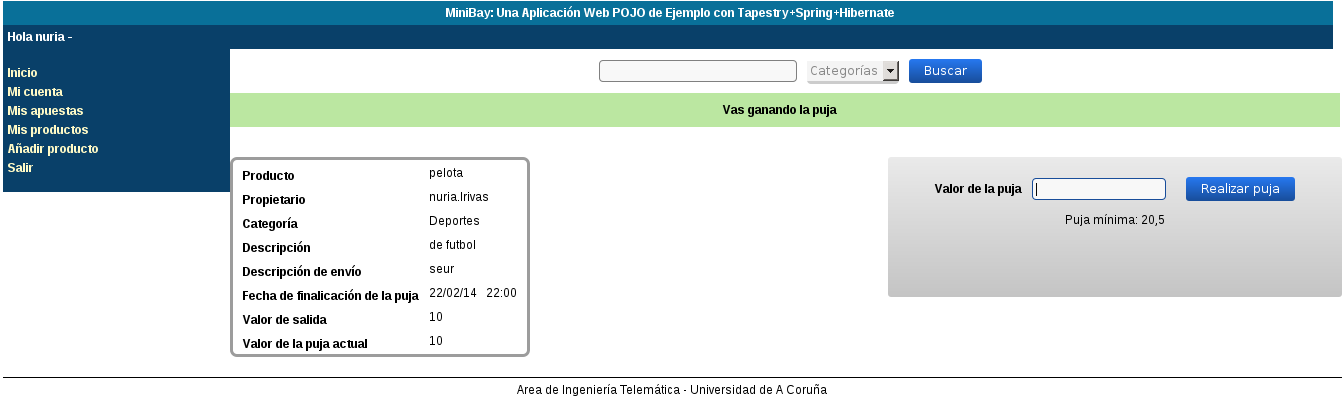 MiniBay: Una Aplicación Web POJO de Ejemplo con Tapestry+Spring+Hibernate
Hola nuria -
Inicio
Mi cuenta
Mis apuestas
Mis productos
Añadir producto
Salir
Categorías Buscar
Vas ganando la puja
Producto pelota
Propietario nuria.lrivas
Categoría Deportes
Descripción de futbol
Descripción de envío seur
Fecha de finalicación de la puja 22/02/14 22:00
Valor de salida 10
Valor de la puja actual 10
Valor de la puja Realizar puja
Puja mínima: 20,5
Area de Ingeniería Telemática - Universidad de A Coruña